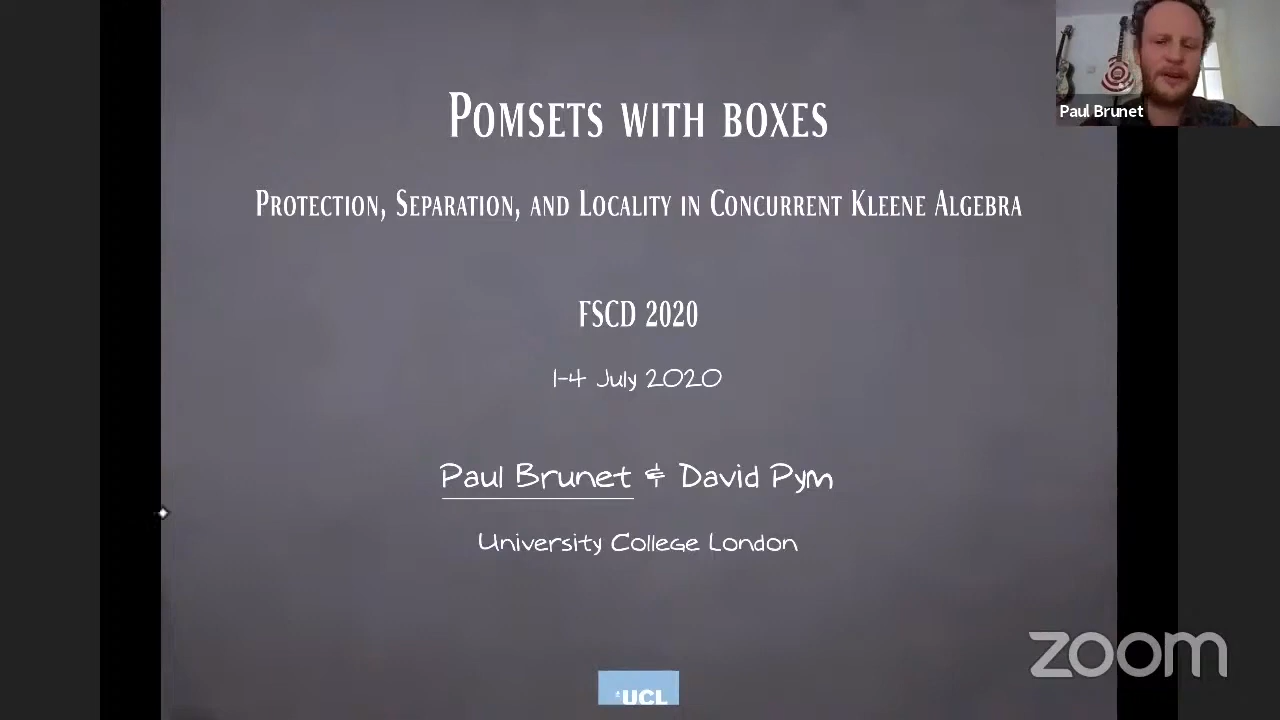 Pomsets with boxes
Protection, Separation, and Locality in Concurrent Kleene Algebra
FSCD 2020
1-4 July 2020
Paul Brunet & David Pym
University College London
UCL
Paul Brunet
zoom